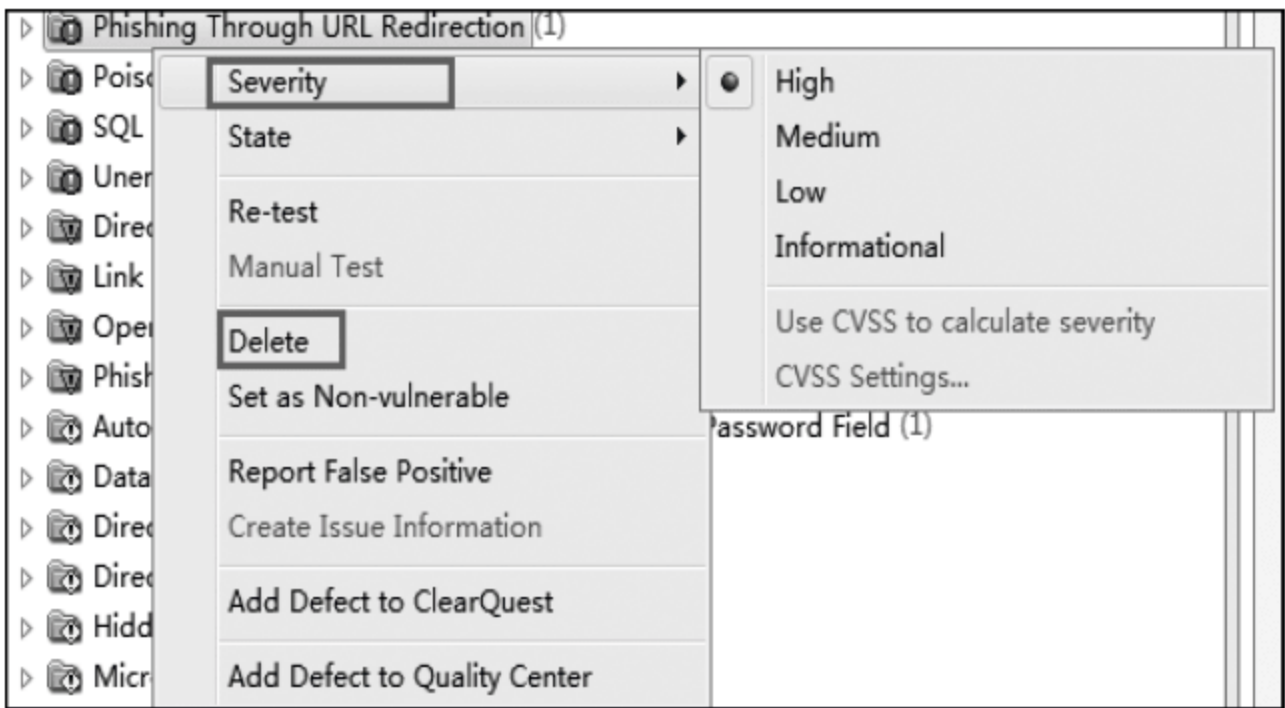 Phishing Through URL Redirection (1)
Poisc
SQL
Uner
Direc
Link
Oper
Phish
Auto
Password Field (1)
Data
Direc
Direc
Hidd
Micr
Severity
State
Re-test
Manual Test
Delete
Set as Non-vulnerable
Report False Positive
Create Issue Information
Add Defect to ClearQuest
Add Defect to Quality Center
High
Medium
Low
Informational
Use CVSS to calculate severity
CVSS Settings...